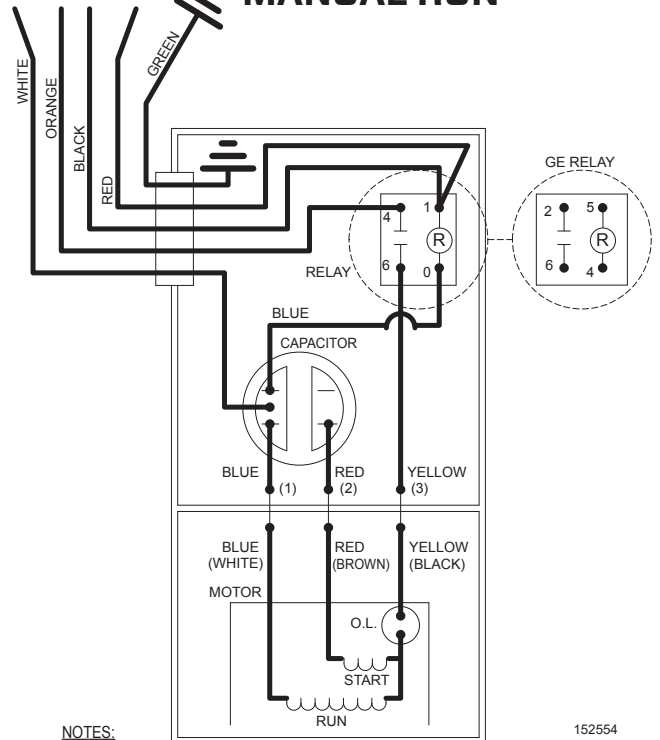 MANUAL RUN
GREEN
WHITE
ORANGE
BLACK
RED
GE RELAY
4
1
R
6
0
RELAY
2
5
R
6
4
BLUE
CAPACITOR
BLUE
(1)
RED
(2)
YELLOW
(3)
BLUE
(WHITE)
RED
(BROWN)
YELLOW
(BLACK)
MOTOR
O.L.
START
RUN
NOTES:
152554